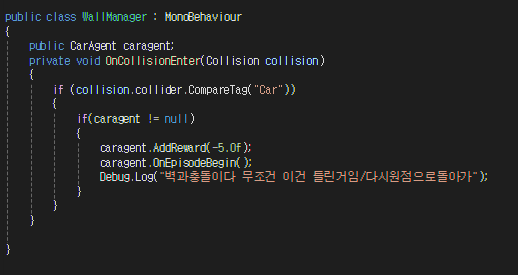 public class WallManager : MonoBehaviour
{
    public CarAgent caragent;
    private void OnCollisionEnter(Collision collision)
    {
        if (collision.collider.CompareTag("Car"))
        {
            if(caragent != null)
            {
                caragent.AddReward(-5.0f);
                caragent.OnEpisodeBegin();
                Debug.Log("벽과충돌이다 무조건 이건 틀린거임/다시원점으로돌아가");
            }
        }
    }

}